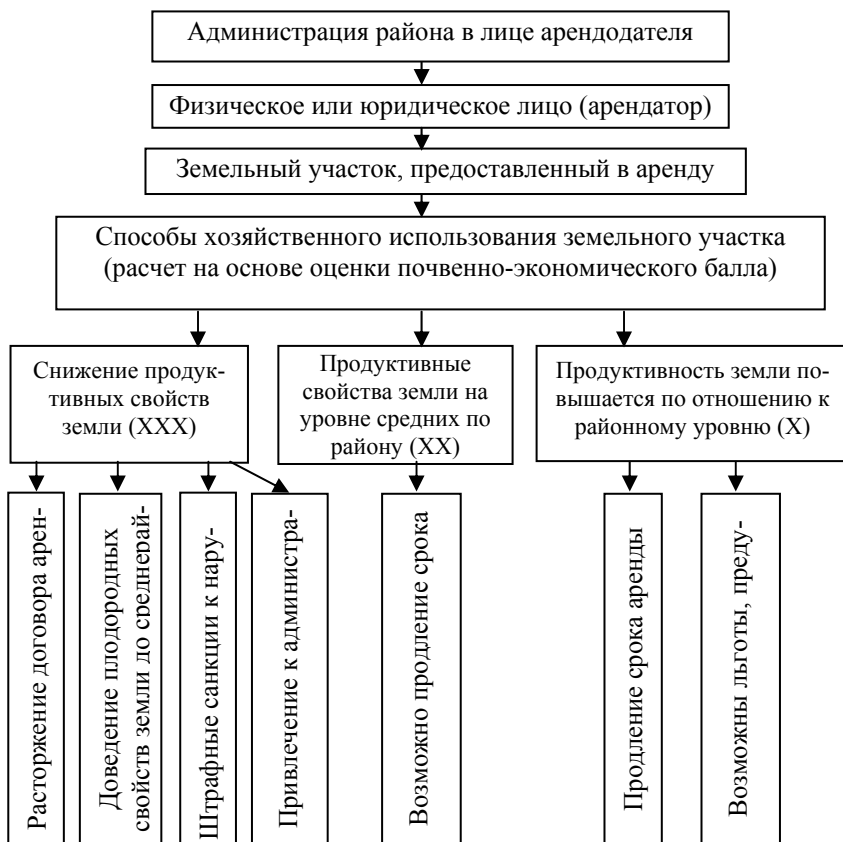 Администрация района в лице арендодателя
Физическое или юридическое лицо (арендатор)
Земельный участок, предоставленный в аренду
Способы хозяйственного использования земельного участка
(расчет на основе оценки почвенно-экономического балла)
Снижение продук-
тивных свойств
земли (XXX)
Продуктивные
свойства земли на
уровне средних по
району (XX)
Продуктивность земли по-
вышается по отношению к
районному уровню (X)
Расторжение договора арен-
Доведение плодородных
свойств земли до среднерай-
Штрафные санкции к нару-
Привлечение к администра-
Возможно продление срока
Продление срока аренды
Возможны льготы, преду-